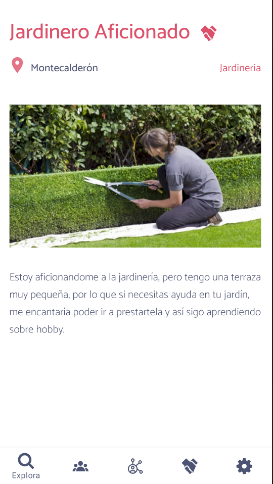 Jardinero Aficionado
Montecalderón
Jardineria
Estoy aficionandome a la jardineria, pero tengo una terraza
muy pequeña, por lo que si necesitas ayuda en tu jardín,
me encantaría poder ir a prestartela y así sigo aprendiendo
sobre hobby.
Explora